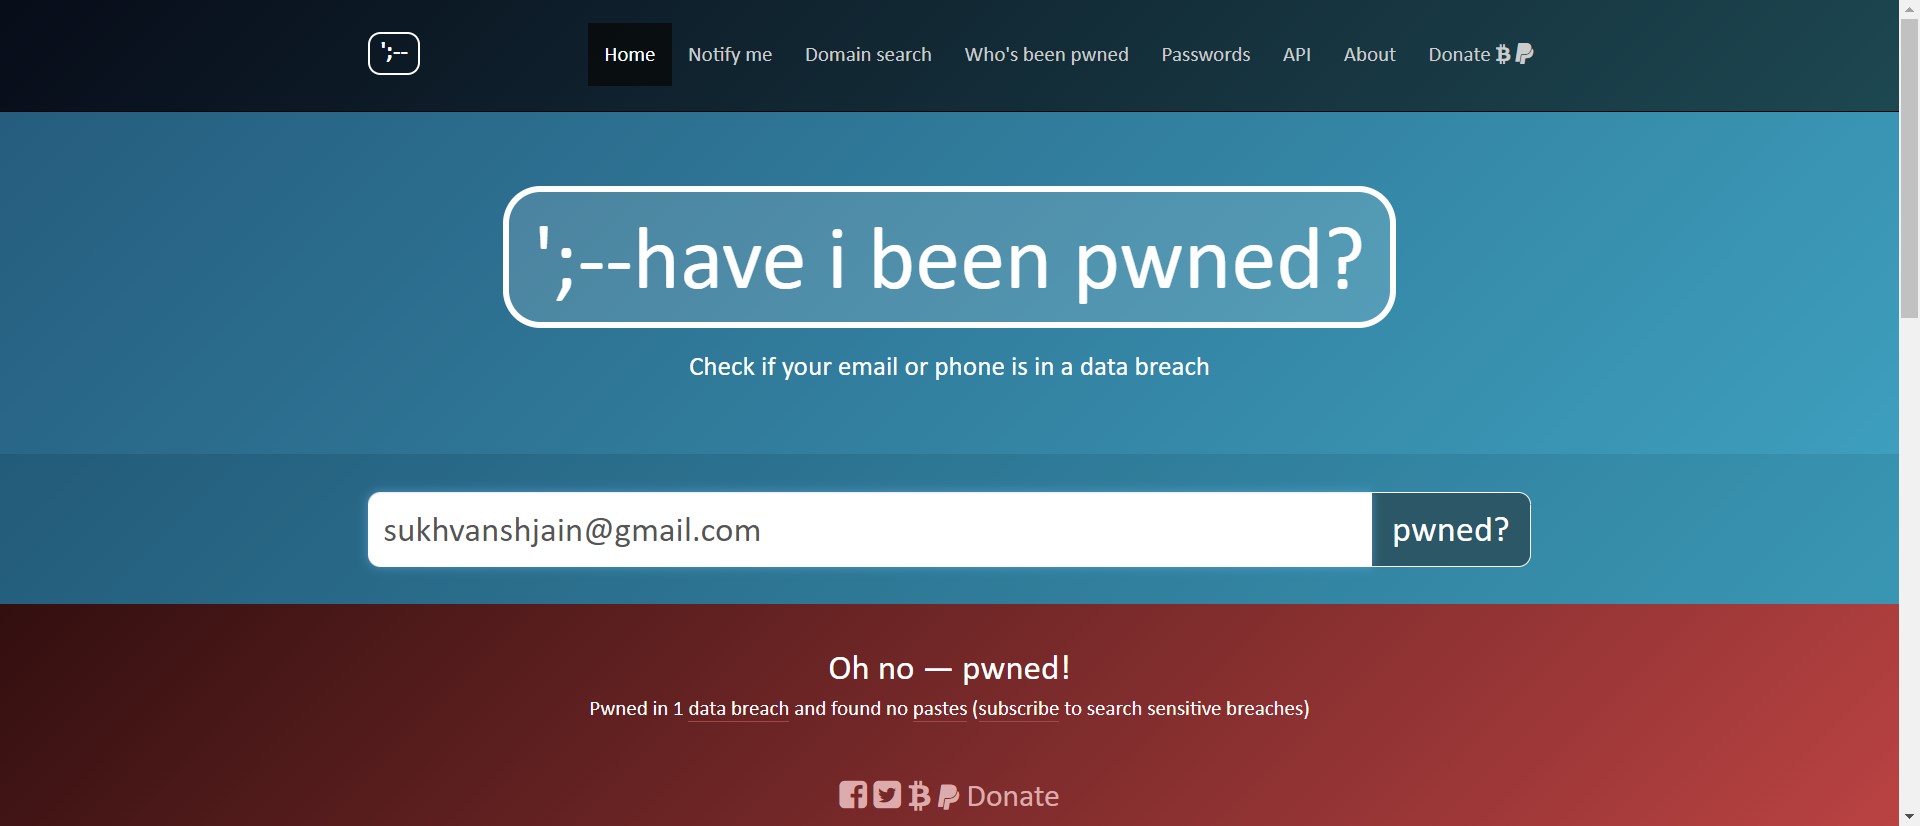 ';--
Home Notify me Domain search Who's been pwned Passwords API About Donate
';--have i been pwned?
Check if your email or phone is in a data breach
sukhvanshjain@gmail.com pwned?
Oh no — pwned!
Pwned in 1 data breach and found no pastes (subscribe to search sensitive breaches)
Donate